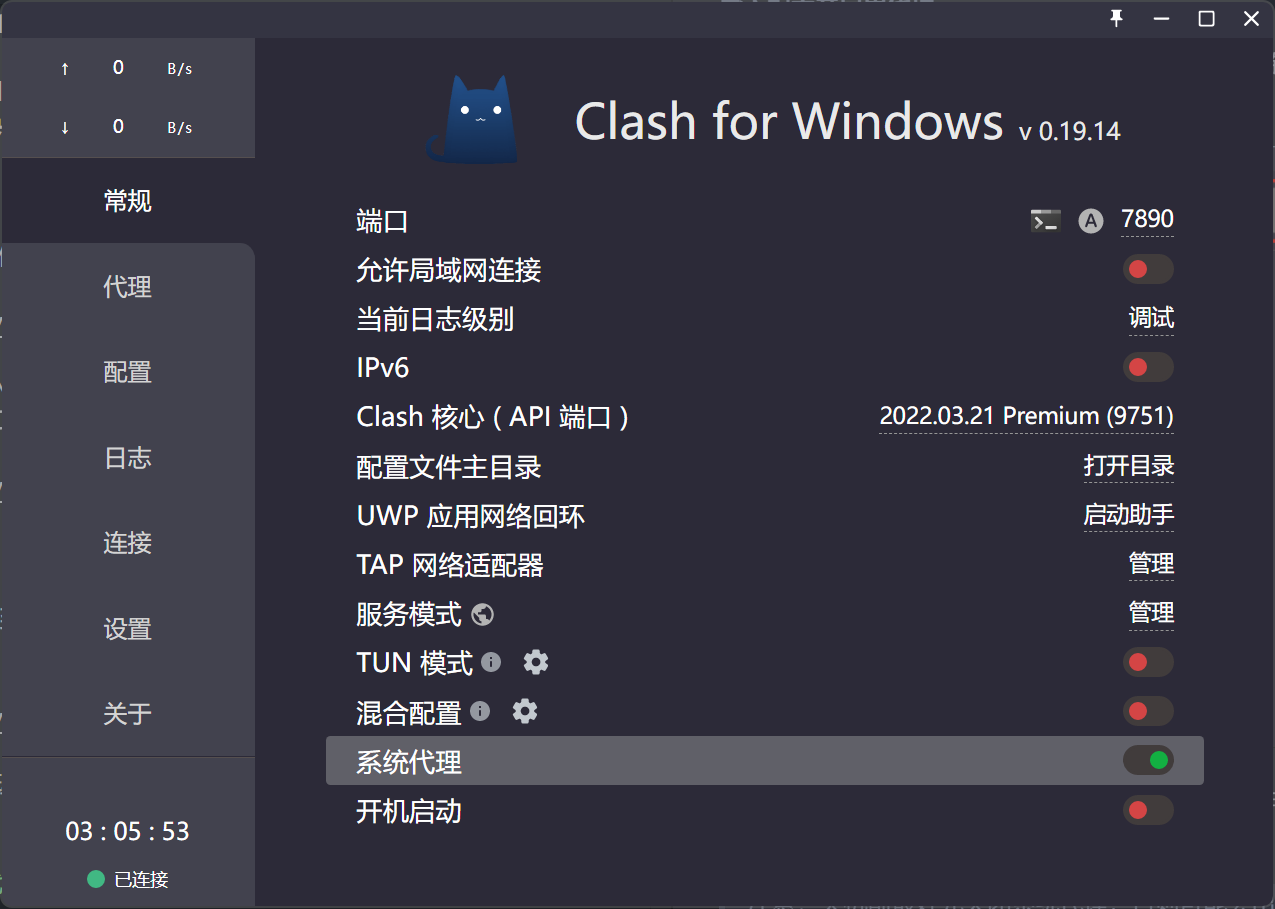 ↑ 0 B/s
↓ 0 B/s
常规
代理
配置
日志
连接
设置
关于
03 : 05 : 53
已连接
Clash for Windows v 0.19.14
端口 A 7890
允许局域网连接
当前日志级别 调试
IPv6
Clash 核心 ( API 端口 ) 2022.03.21 Premium (9751)
配置文件主目录 打开目录
UWP 应用网络回环 启动助手
TAP 网络适配器 管理
服务模式 管理
TUN 模式
混合配置
系统代理
开机启动